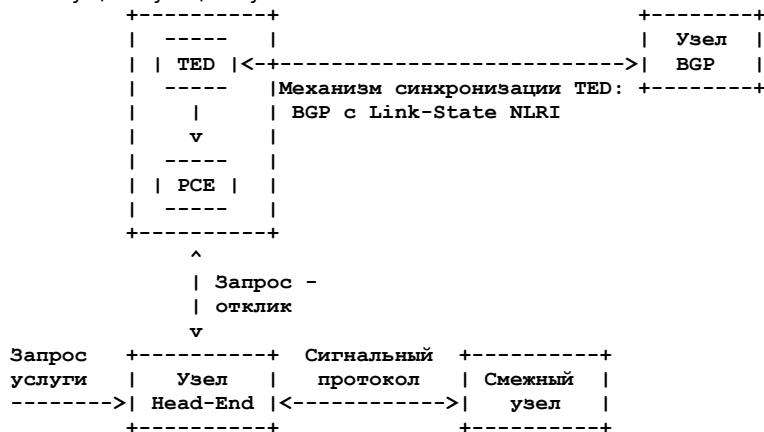 Узел
TED
BGP
Механизм синхронизации TED:
BGP с Link-State NLRI
PCE
Запрос -
отклик
Запрос
Сигнальный
услуги
Узел
протокол
Смежный
Head-End
узел